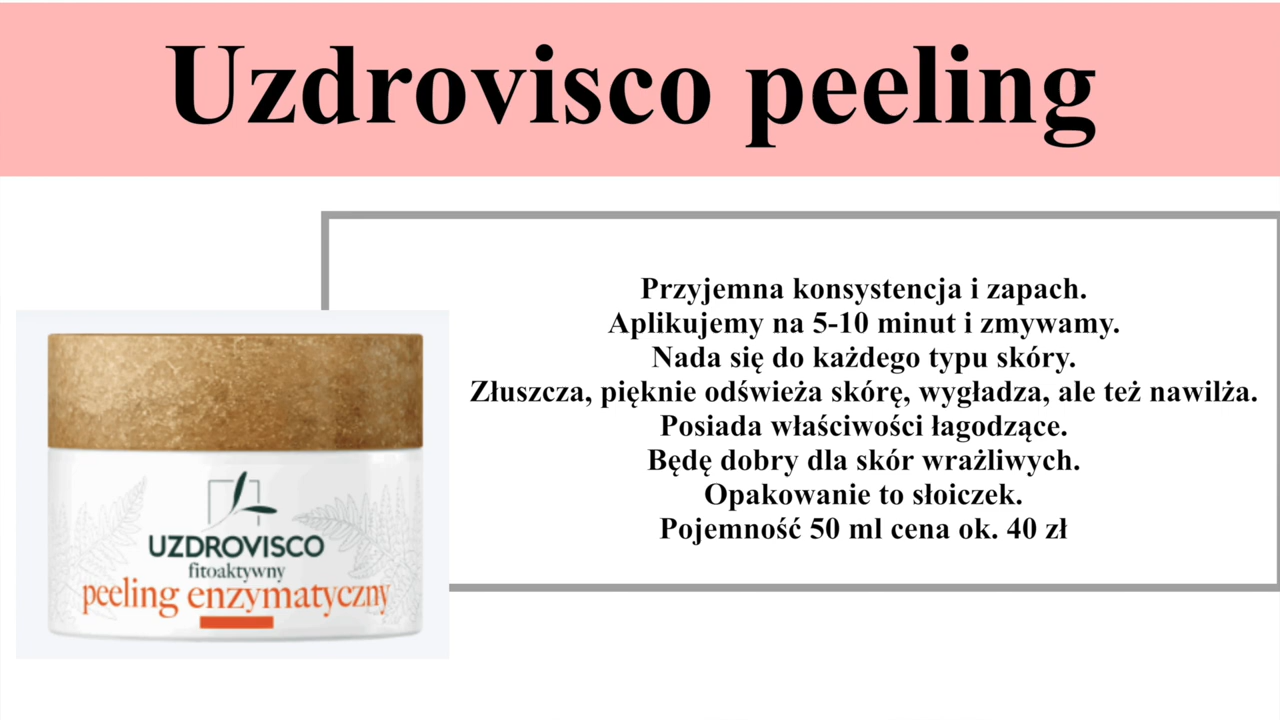 Uzdrovisco peeling
Przyjemna konsystencja i zapach.
Aplikujemy na 5-10 minut i zmywamy.
Nada się do każdego typu skóry.
Złuszcza, pięknie odświeża skórę, wygładza, ale też nawilża.
Posiada właściwości łagodzące.
Będę dobry dla skór wrażliwych.
Opakowanie to słoiczek.
Pojemność 50 ml cena ok. 40 zł
UZDROVISCO
fitoaktywny
peeling enzymatyczny